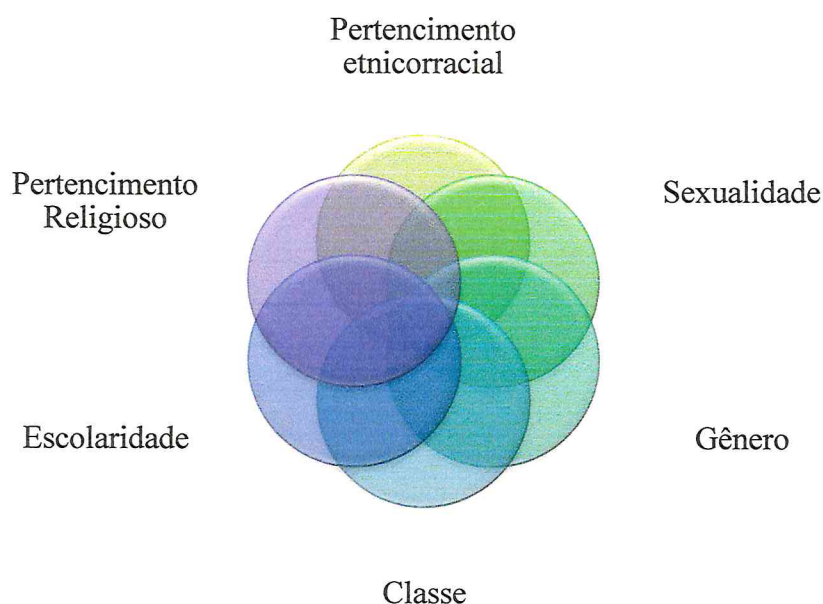 Pertencimento
etnicorracial
Pertencimento
Religioso
Sexualidade
Escolaridade
Gênero
Classe